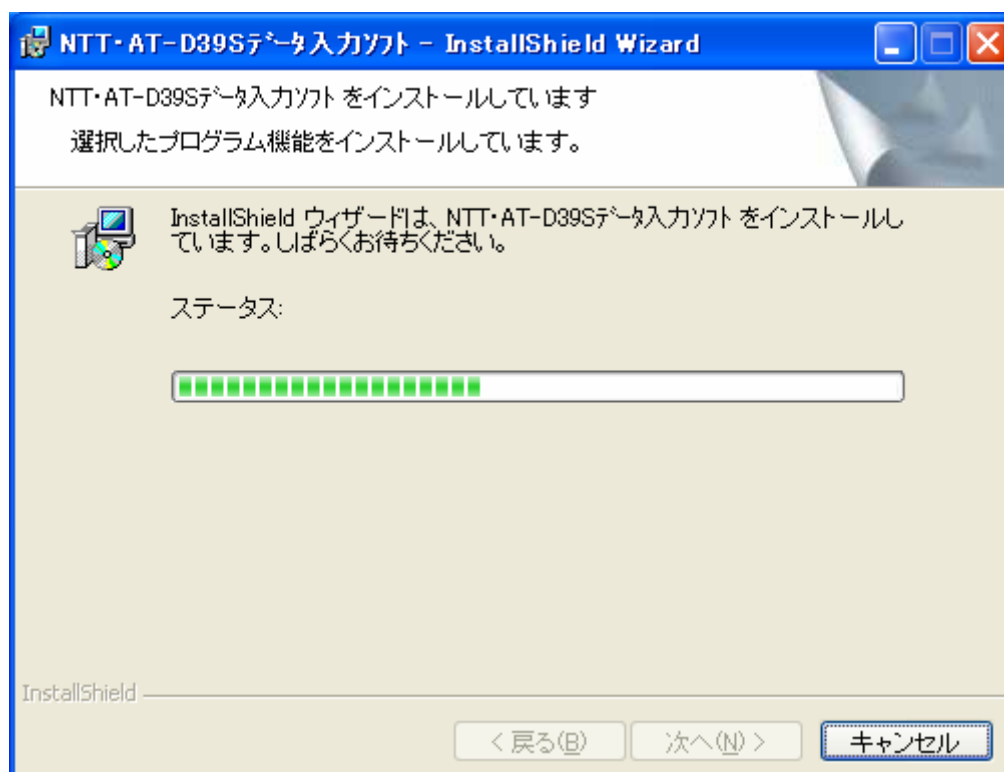 NTT・AT-D39Sﾃﾞｰﾀ入力ｿﾌﾄ - InstallShield Wizard
NTT・AT-D39Sﾃﾞｰﾀ入力ｿﾌﾄ をインストールしています
選択したプログラム機能をインストールしています。
InstallShield ウィザードは、NTT・AT-D39Sﾃﾞｰﾀ入力ｿﾌﾄ をインストールし
ています。しばらくお待ちください。
ステータス:
InstallShield
< 戻る(B) 次へ(N) > キャンセル